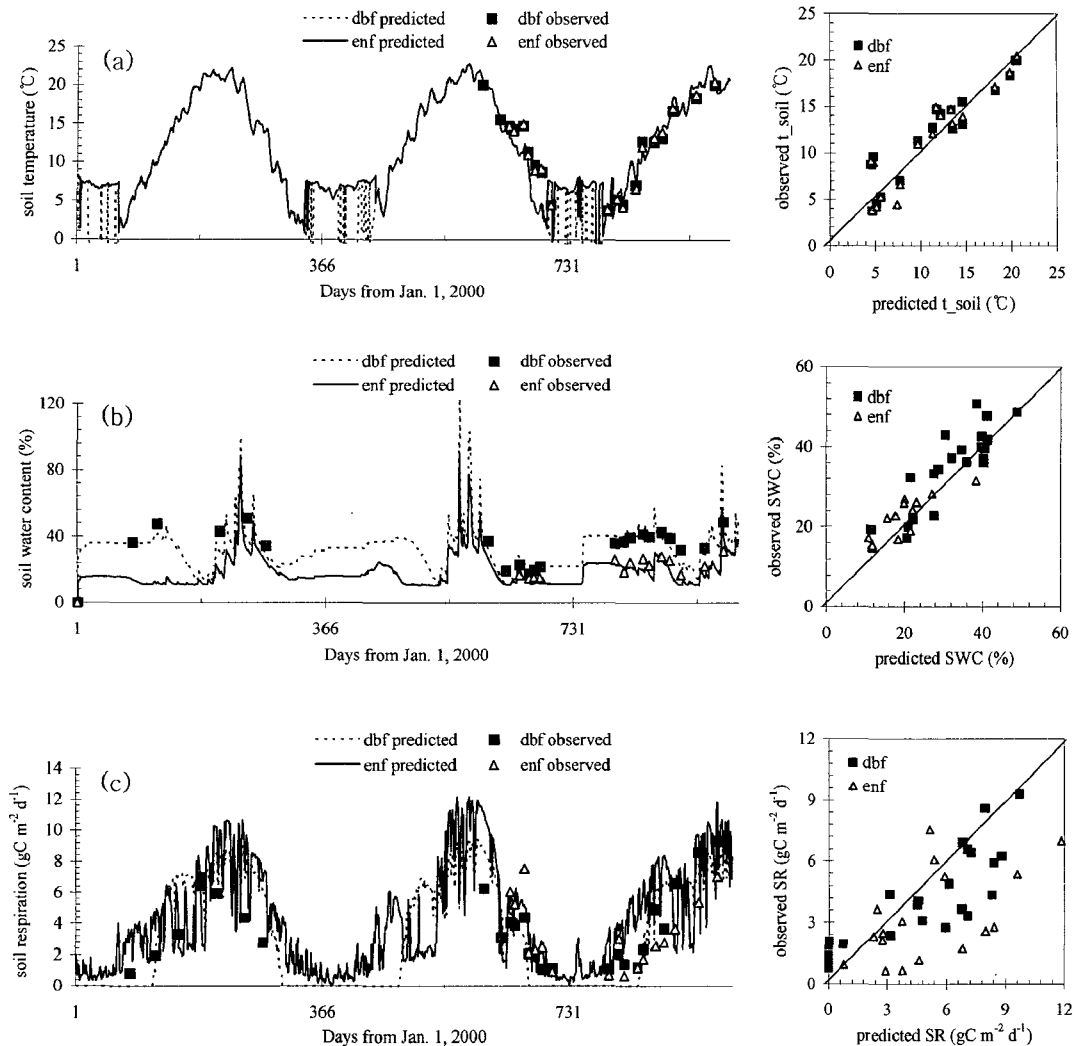 dbf predicted
dbf observed
enf predicted
enf observed
(a)
soil temperature (℃)
25
20
15
10
5
0
1
366
731
Days from Jan. 1, 2000
dbf
enf
observed t_soil (℃)
25
20
15
10
5
0
0
5
10
15
20
25
predicted t_soil (℃)
dbf predicted
dbf observed
enf predicted
enf observed
(b)
soil water content (%)
120
80
40
0
1
366
731
Days from Jan. 1, 2000
dbf
enf
observed SWC (%)
60
40
20
0
0
20
40
60
predicted SWC (%)
dbf predicted
dbf observed
enf predicted
enf observed
(c)
soil respiration (gC m-2 d-1)
14
12
10
8
6
4
2
0
1
366
731
Days from Jan. 1, 2000
dbf
enf
observed SR (gC m-2 d-1)
12
9
6
3
0
0
3
6
9
12
predicted SR (gC m-2 d-1)